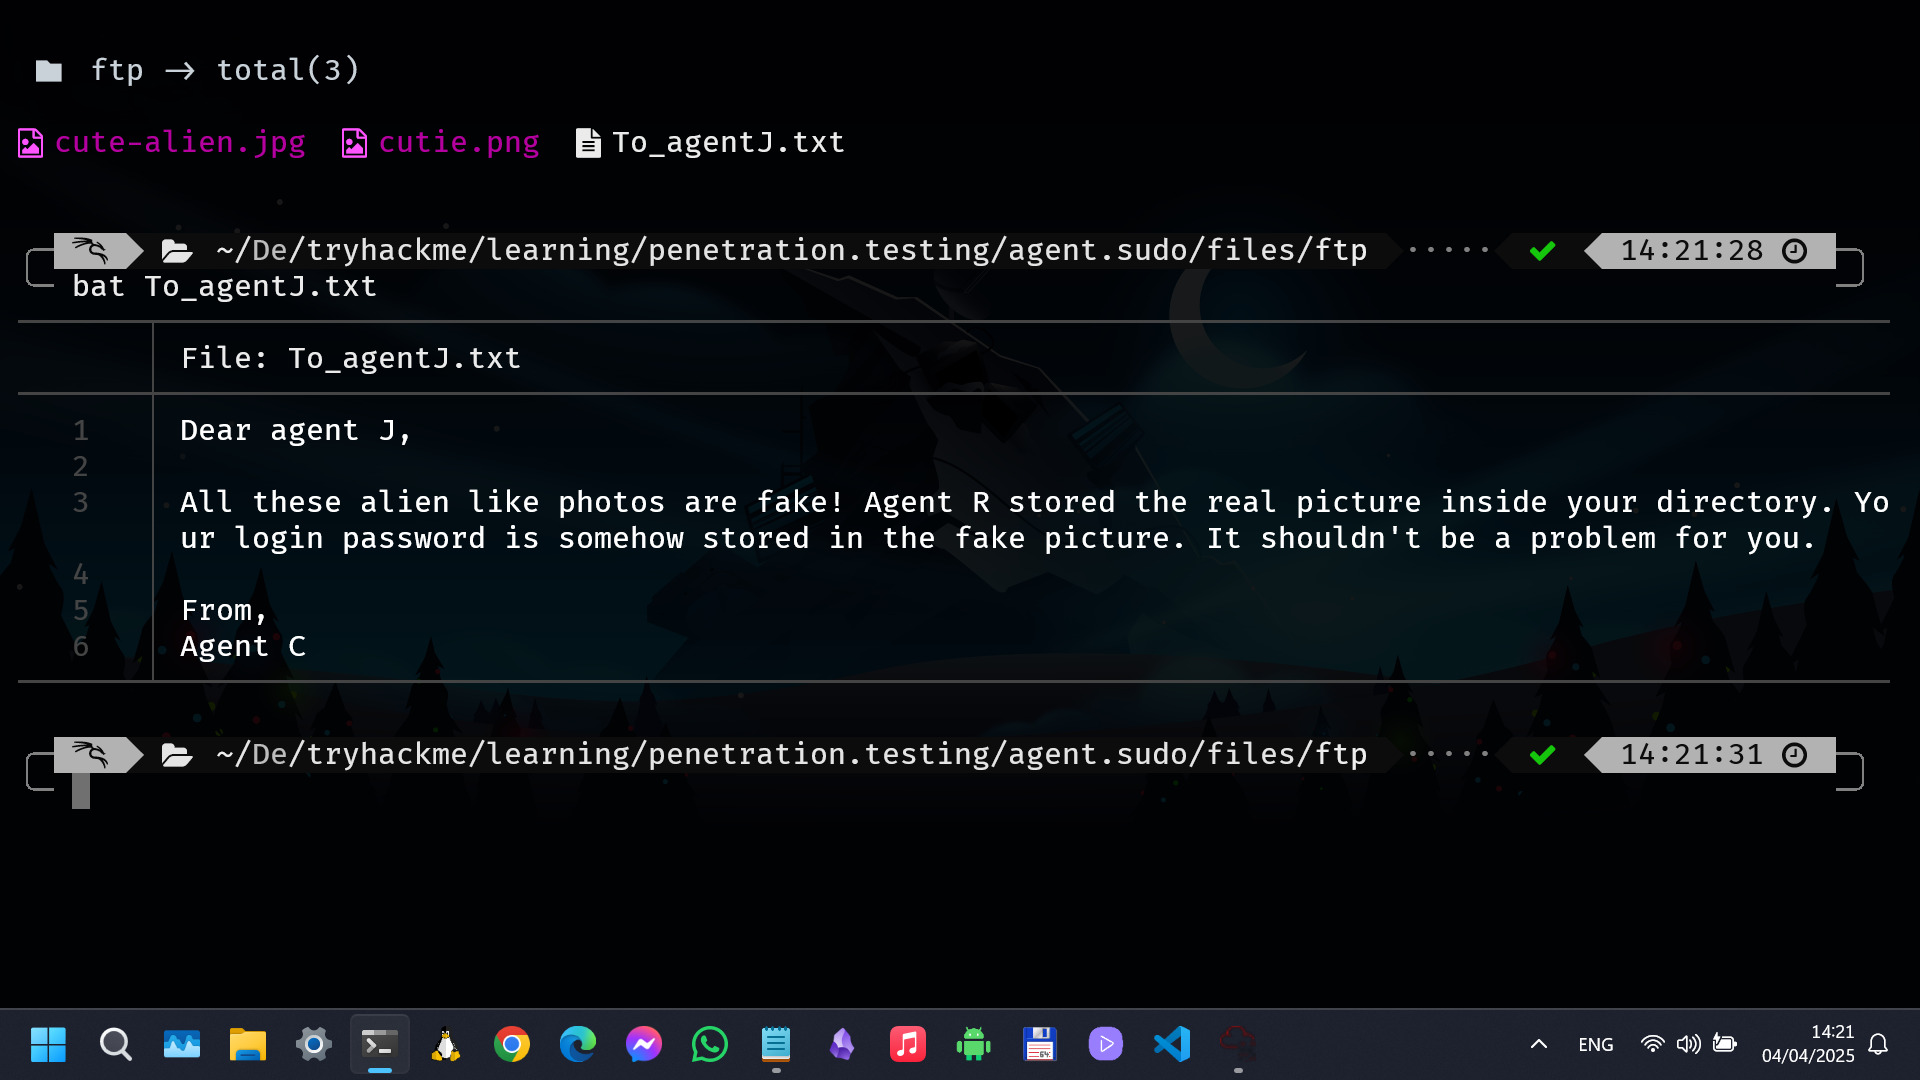 ftp → total(3)
cute-alien.jpg cutie.png To_agentJ.txt
~/De/tryhackme/learning/penetration.testing/agent.sudo/files/ftp ····· ✔ 14:21:28
bat To_agentJ.txt
File: To_agentJ.txt
1 Dear agent J,
2
3 All these alien like photos are fake! Agent R stored the real picture inside your directory. Yo
ur login password is somehow stored in the fake picture. It shouldn't be a problem for you.
4
5 From,
6 Agent C
~/De/tryhackme/learning/penetration.testing/agent.sudo/files/ftp ····· ✔ 14:21:31
64
ENG
14:21
04/04/2025